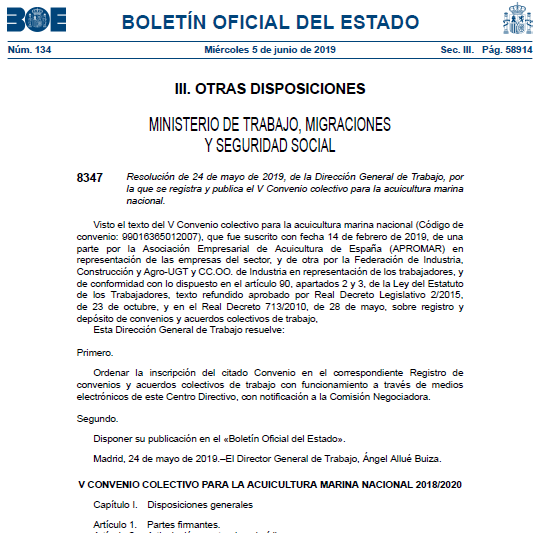 BOE
BOLETÍN OFICIAL DEL ESTADO
Núm. 134 Miércoles 5 de junio de 2019 Sec. III. Pág. 58914
III. OTRAS DISPOSICIONES
MINISTERIO DE TRABAJO, MIGRACIONES
Y SEGURIDAD SOCIAL
8347 Resolución de 24 de mayo de 2019, de la Dirección General de Trabajo, por
la que se registra y publica el V Convenio colectivo para la acuicultura marina
nacional.
Visto el texto del V Convenio colectivo para la acuicultura marina nacional (Código de
convenio: 99016365012007), que fue suscrito con fecha 14 de febrero de 2019, de una
parte por la Asociación Empresarial de Acuicultura de España (APROMAR) en
representación de las empresas del sector, y de otra por la Federación de Industria,
Construcción y Agro-UGT y CC.OO. de Industria en representación de los trabajadores, y
de conformidad con lo dispuesto en el artículo 90, apartados 2 y 3, de la Ley del Estatuto
de los Trabajadores, texto refundido aprobado por Real Decreto Legislativo 2/2015,
de 23 de octubre, y en el Real Decreto 713/2010, de 28 de mayo, sobre registro y
depósito de convenios y acuerdos colectivos de trabajo,
Esta Dirección General de Trabajo resuelve:
Primero.
Ordenar la inscripción del citado Convenio en el correspondiente Registro de
convenios y acuerdos colectivos de trabajo con funcionamiento a través de medios
electrónicos de este Centro Directivo, con notificación a la Comisión Negociadora.
Segundo.
Disponer su publicación en el «Boletín Oficial del Estado».
Madrid, 24 de mayo de 2019.–El Director General de Trabajo, Ángel Allué Buiza.
V CONVENIO COLECTIVO PARA LA ACUICULTURA MARINA NACIONAL 2018/2020
Capítulo I. Disposiciones generales
Artículo 1. Partes firmantes.